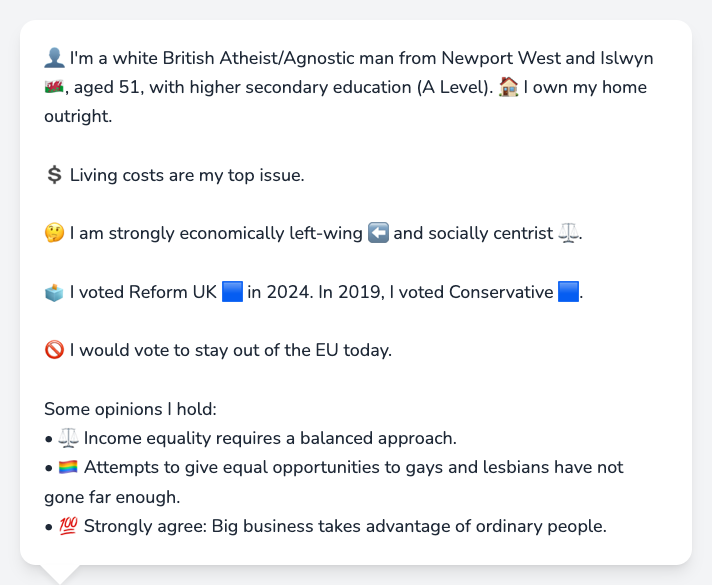 👤 I'm a white British Atheist/Agnostic man from Newport West and Islwyn
🏴󠁧󠁢󠁷󠁬󠁳󠁿, aged 51, with higher secondary education (A Level). 🏠 I own my home
outright.
💲 Living costs are my top issue.
🤔 I am strongly economically left-wing ⬅️ and socially centrist ⚖️.
🗳️ I voted Reform UK 🟦 in 2024. In 2019, I voted Conservative 🟦.
🚫 I would vote to stay out of the EU today.
Some opinions I hold:
• ⚖️ Income equality requires a balanced approach.
• 🏳️‍🌈 Attempts to give equal opportunities to gays and lesbians have not
gone far enough.
• 💯 Strongly agree: Big business takes advantage of ordinary people.